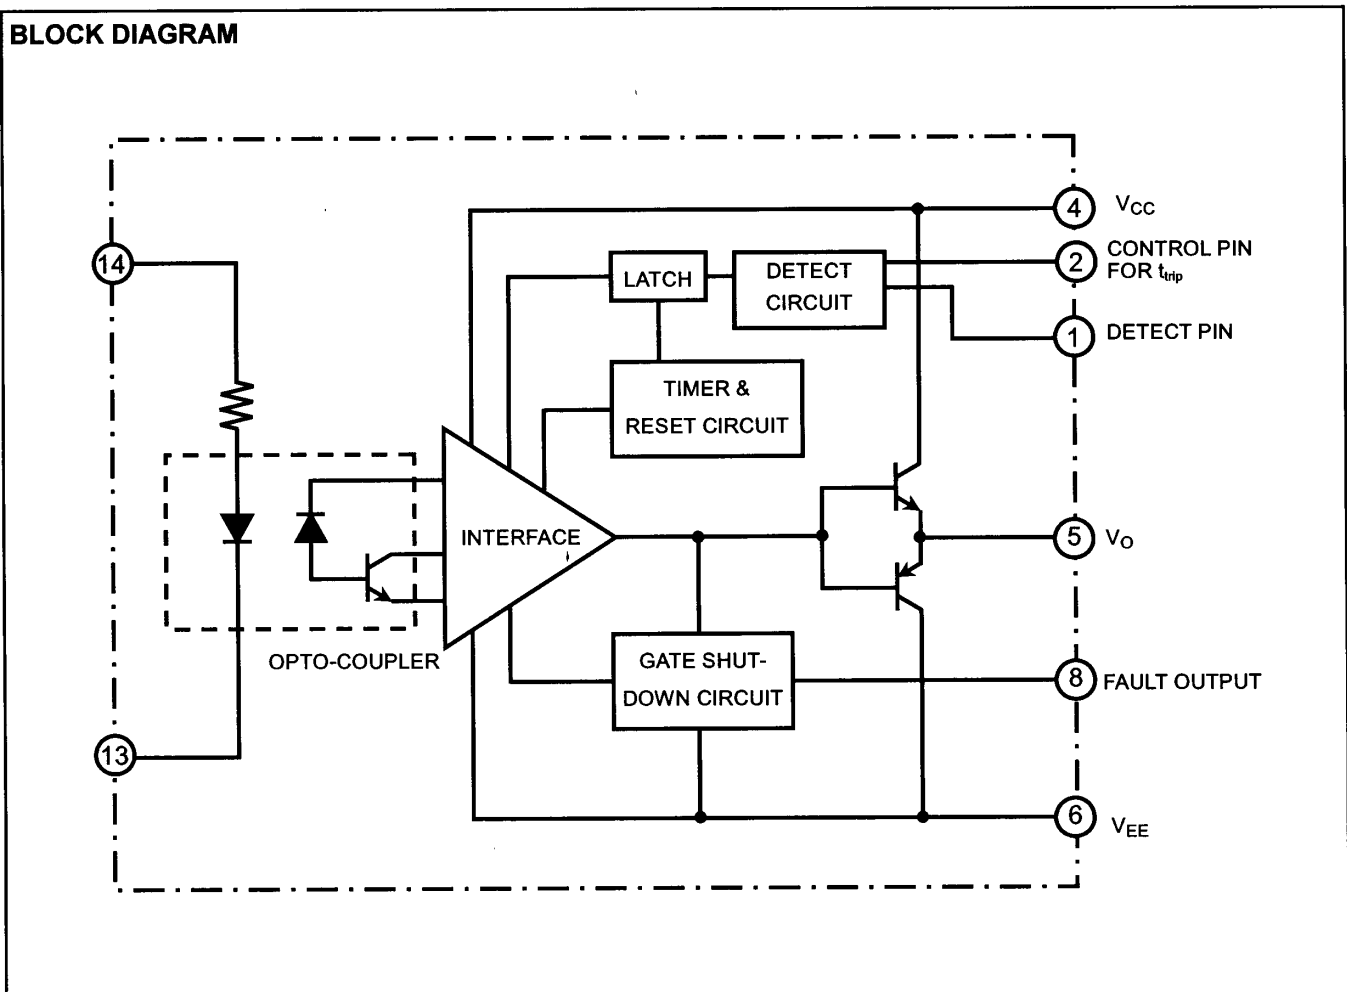 BLOCK DIAGRAM
4 VCC
14
2 CONTROL PIN
FOR ttrip
LATCH
DETECT
CIRCUIT
1 DETECT PIN
TIMER &
RESET CIRCUIT
INTERFACE
5 VO
OPTO-COUPLER
GATE SHUT-
DOWN CIRCUIT
8 FAULT OUTPUT
13
6 VEE